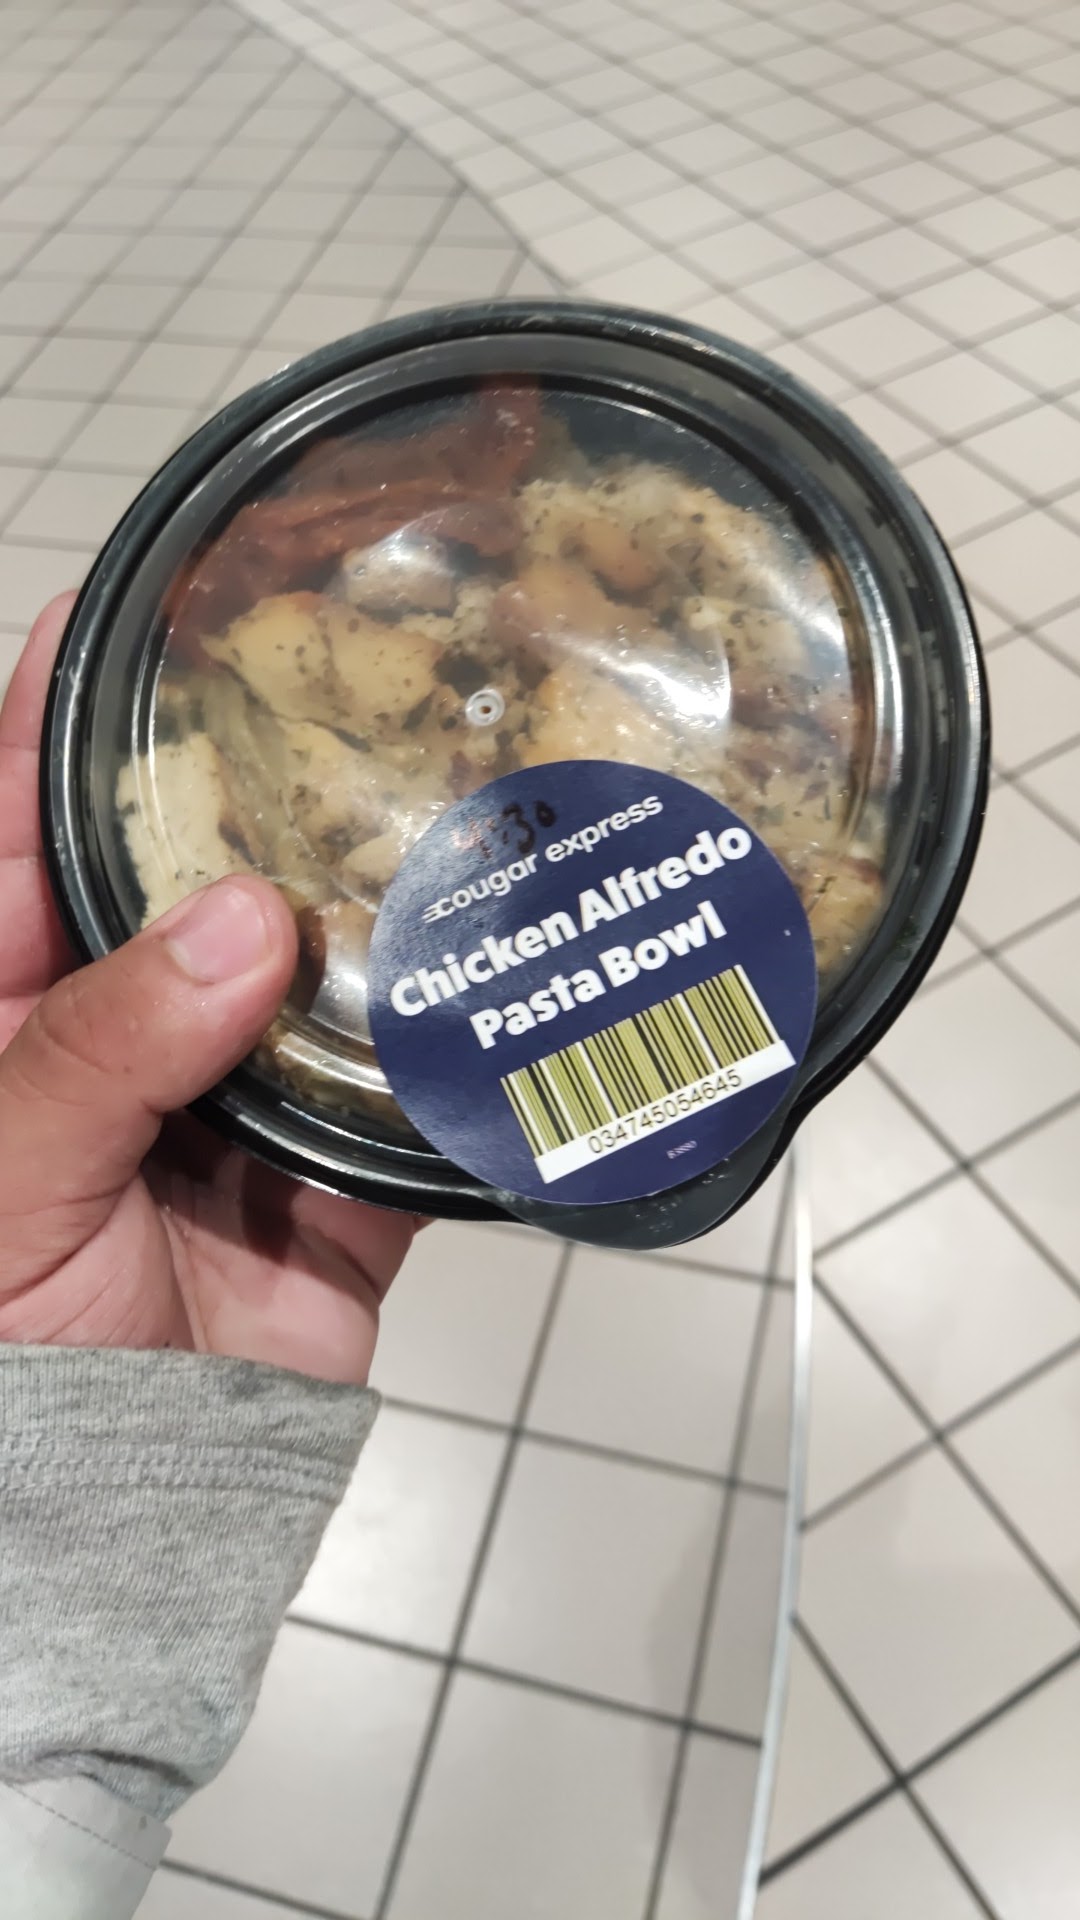 4:30
cougar express
Chicken Alfredo
Pasta Bowl
034745054645